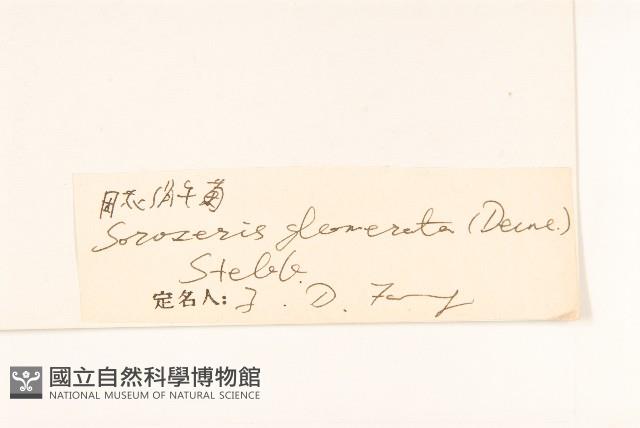 Sorozeris glomerata (Decne.)
Stebb.
定名人: D.
國立自然科學博物館
NATIONAL MUSEUM OF NATURAL SCIENCE